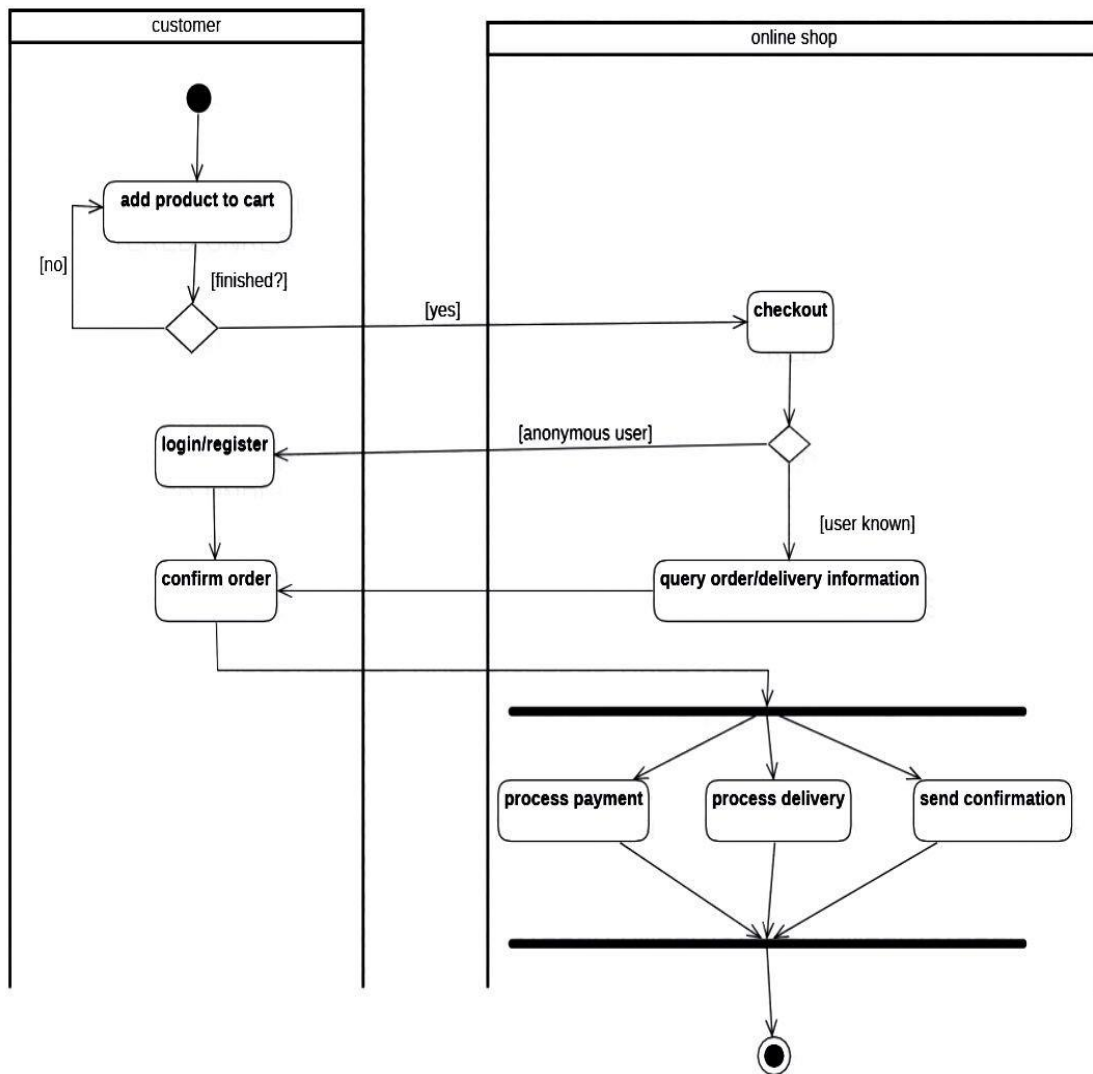 customer
online shop
add product to cart
[no]
[finished?]
[yes]
checkout
[anonymous user]
login/register
[user known]
confirm order
query order/delivery information
process payment
process delivery
send confirmation